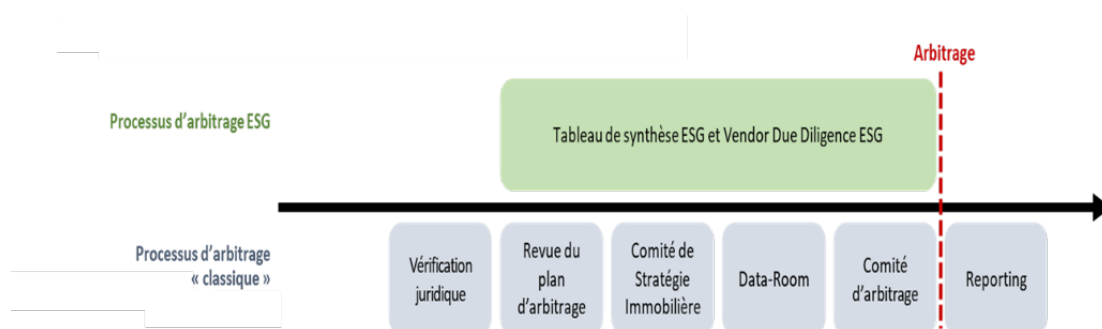 Arbitrage
Processus d'arbitrage ESG
Tableau de synthèse ESG et Vendor Due Diligence ESG
Processus d'arbitrage
« classique »
Vérification
juridique
Revue du
plan
d'arbitrage
Comité de
Stratégie
Immobilière
Data-Room
Comité
d'arbitrage
Reporting